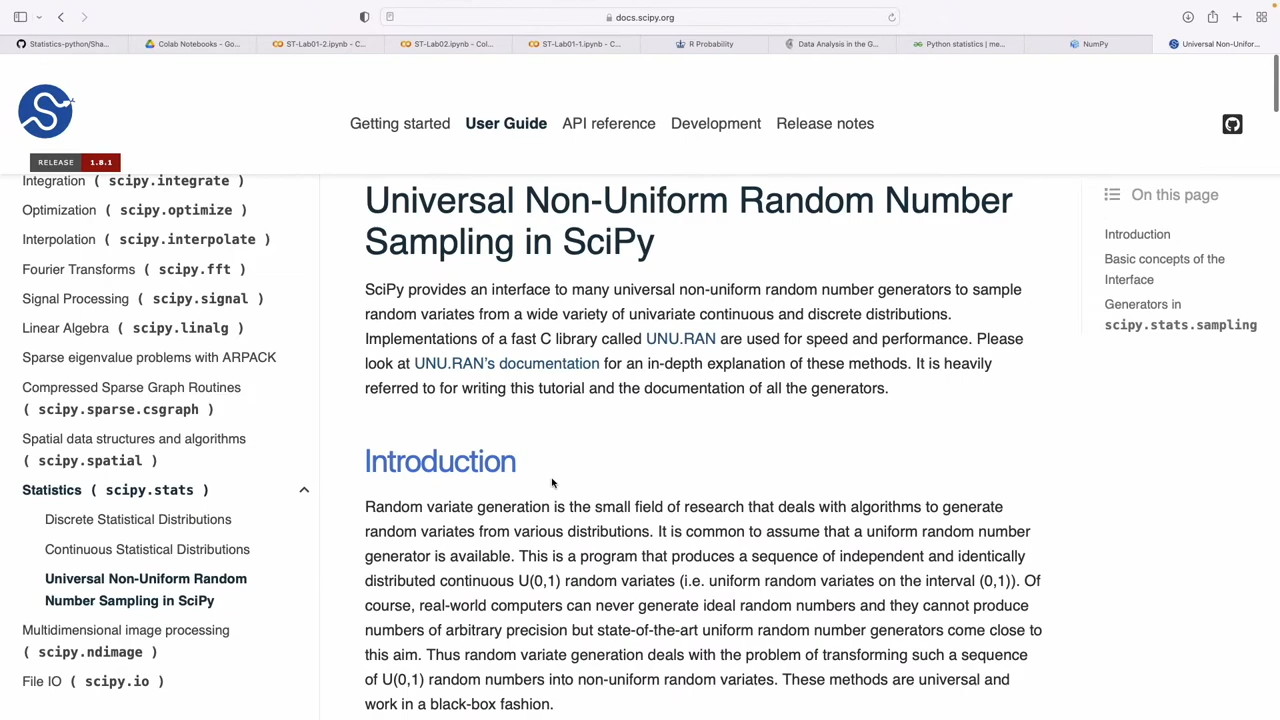 docs.scipy.org
Statistics-python/Sha...
Colab Notebooks - Go...
ST-Lab01-2.ipynb - C...
ST-Lab02.ipynb - Col...
ST-Lab01-1.ipynb - C...
R Probability
Data Analysis in the G...
Python statistics | me...
NumPy
Universal Non-Unifor...
Getting started
User Guide
API reference
Development
Release notes
RELEASE 1.8.1
Integration ( scipy.integrate )
Optimization ( scipy.optimize )
Interpolation ( scipy.interpolate )
Fourier Transforms ( scipy.fft )
Signal Processing ( scipy.signal )
Linear Algebra ( scipy.linalg )
Sparse eigenvalue problems with ARPACK
Compressed Sparse Graph Routines
( scipy.sparse.csgraph )
Spatial data structures and algorithms
( scipy.spatial )
Statistics ( scipy.stats )
Discrete Statistical Distributions
Continuous Statistical Distributions
Universal Non-Uniform Random
Number Sampling in SciPy
Multidimensional image processing
( scipy.ndimage )
File IO ( scipy.io )
Universal Non-Uniform Random Number
Sampling in SciPy
SciPy provides an interface to many universal non-uniform random number generators to sample
random variates from a wide variety of univariate continuous and discrete distributions.
Implementations of a fast C library called UNU.RAN are used for speed and performance. Please
look at UNU.RAN's documentation for an in-depth explanation of these methods. It is heavily
referred to for writing this tutorial and the documentation of all the generators.
Introduction
Random variate generation is the small field of research that deals with algorithms to generate
random variates from various distributions. It is common to assume that a uniform random number
generator is available. This is a program that produces a sequence of independent and identically
distributed continuous U(0,1) random variates (i.e. uniform random variates on the interval (0,1)). Of
course, real-world computers can never generate ideal random numbers and they cannot produce
numbers of arbitrary precision but state-of-the-art uniform random number generators come close to
this aim. Thus random variate generation deals with the problem of transforming such a sequence
of U(0,1) random numbers into non-uniform random variates. These methods are universal and
work in a black-box fashion.
On this page
Introduction
Basic concepts of the
Interface
Generators in
scipy.stats.sampling